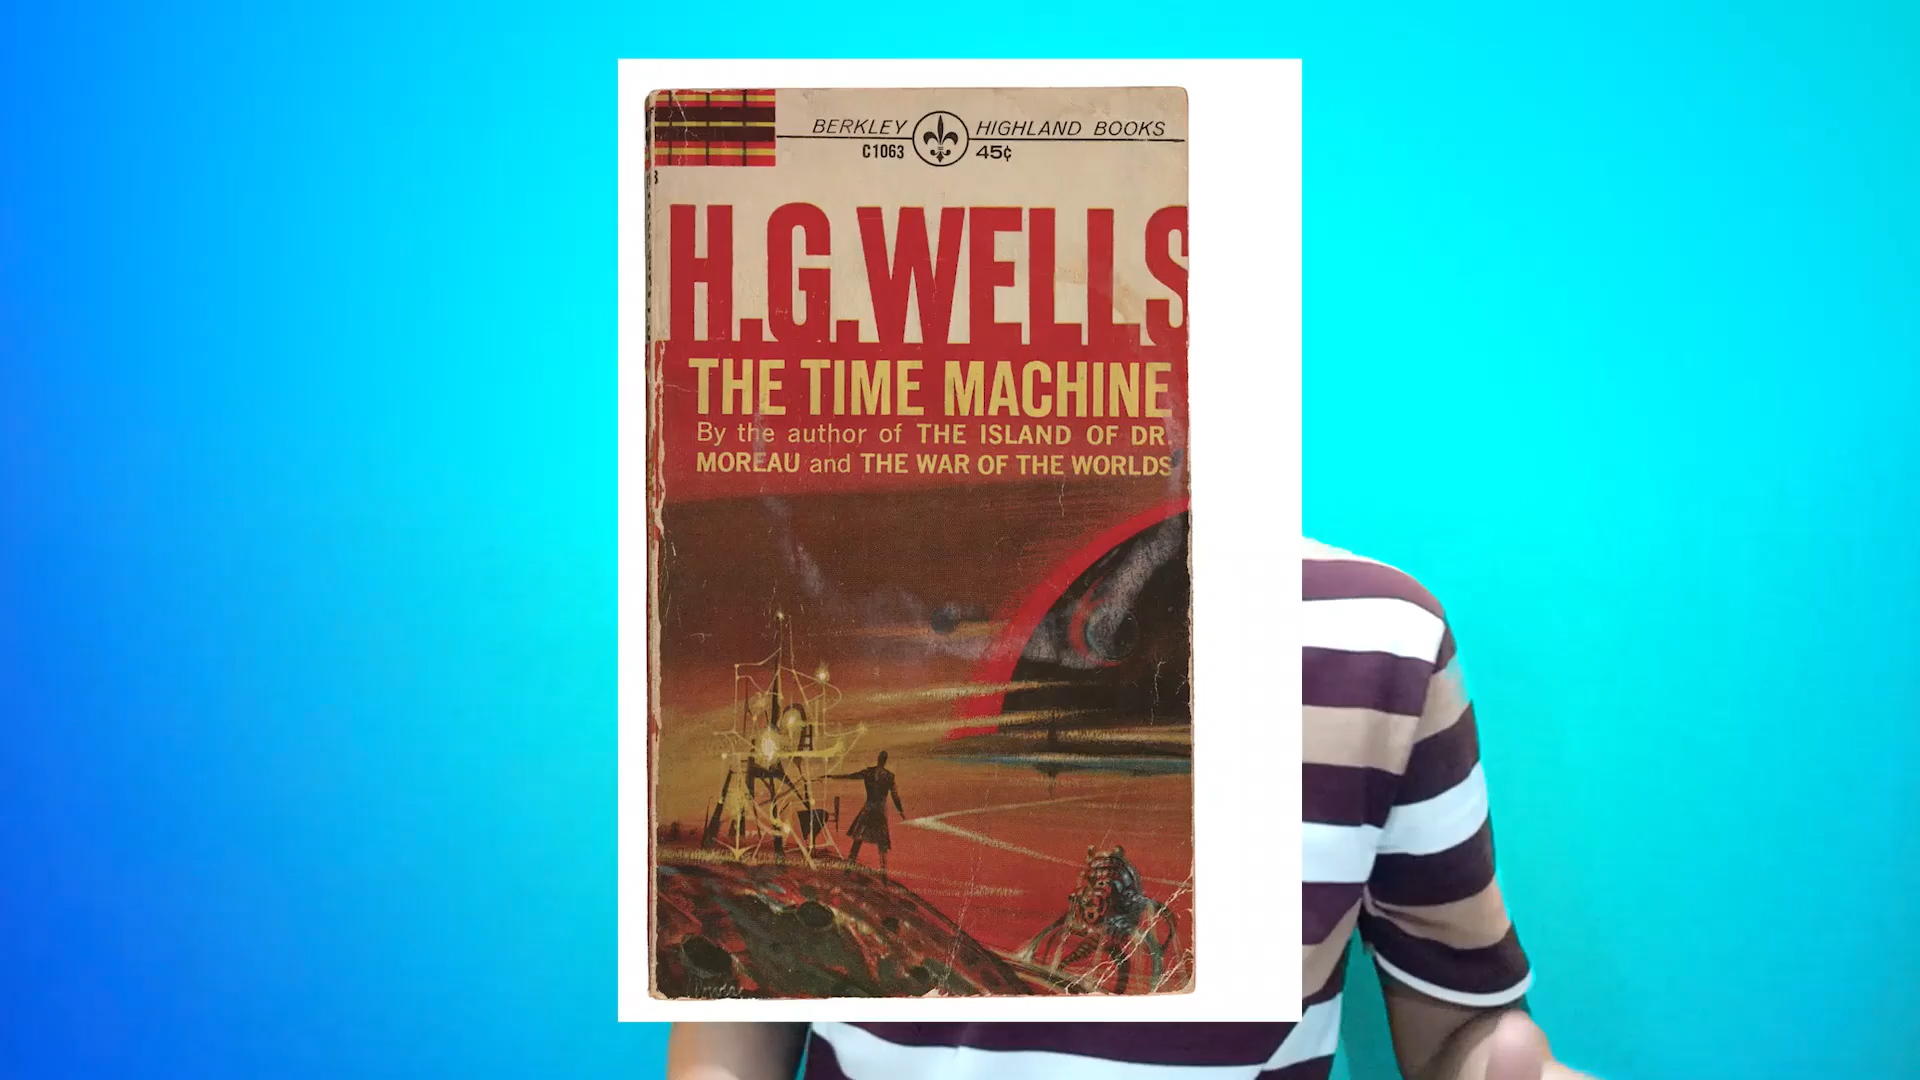 BERKLEY HIGHLAND BOOKS
C1063 45¢
H.G.WELLS
THE TIME MACHINE
By the author of THE ISLAND OF DR.
MOREAU and THE WAR OF THE WORLDS